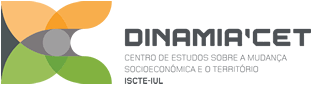 DINAMIA'CET
CENTRO DE ESTUDOS SOBRE A MUDANÇA
SOCIOECONÓMICA E O TERRITÓRIO
ISCTE-IUL